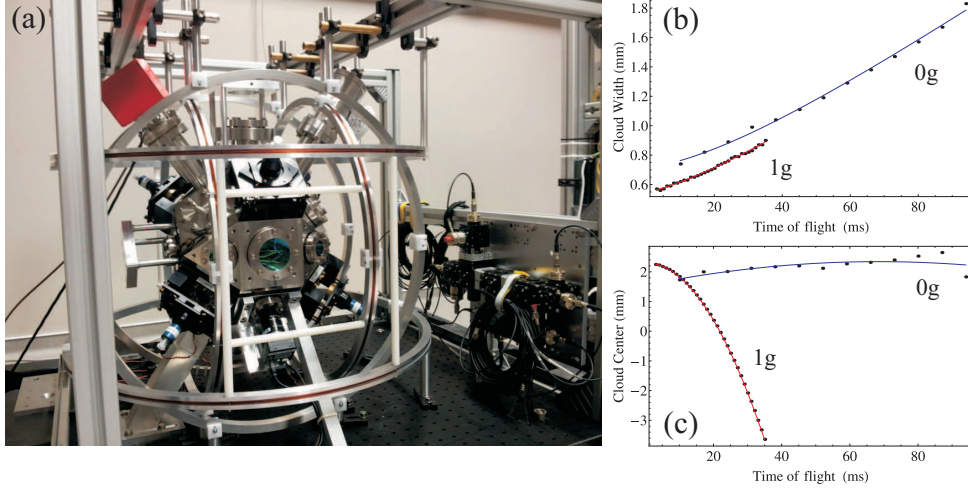 (a)
(b)
Cloud Width (mm)
1.8
1.6
1.4
1.2
1.0
0.8
0.6
0g
1g
20
40
60
80
Time of flight (ms)
Cloud Center (mm)
2
1
0
−1
−2
−3
0g
1g
(c)
20
40
60
80
Time of flight (ms)